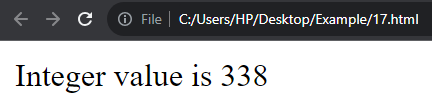 File | C:/Users/HP/Desktop/Example/17.html
Integer value is 338